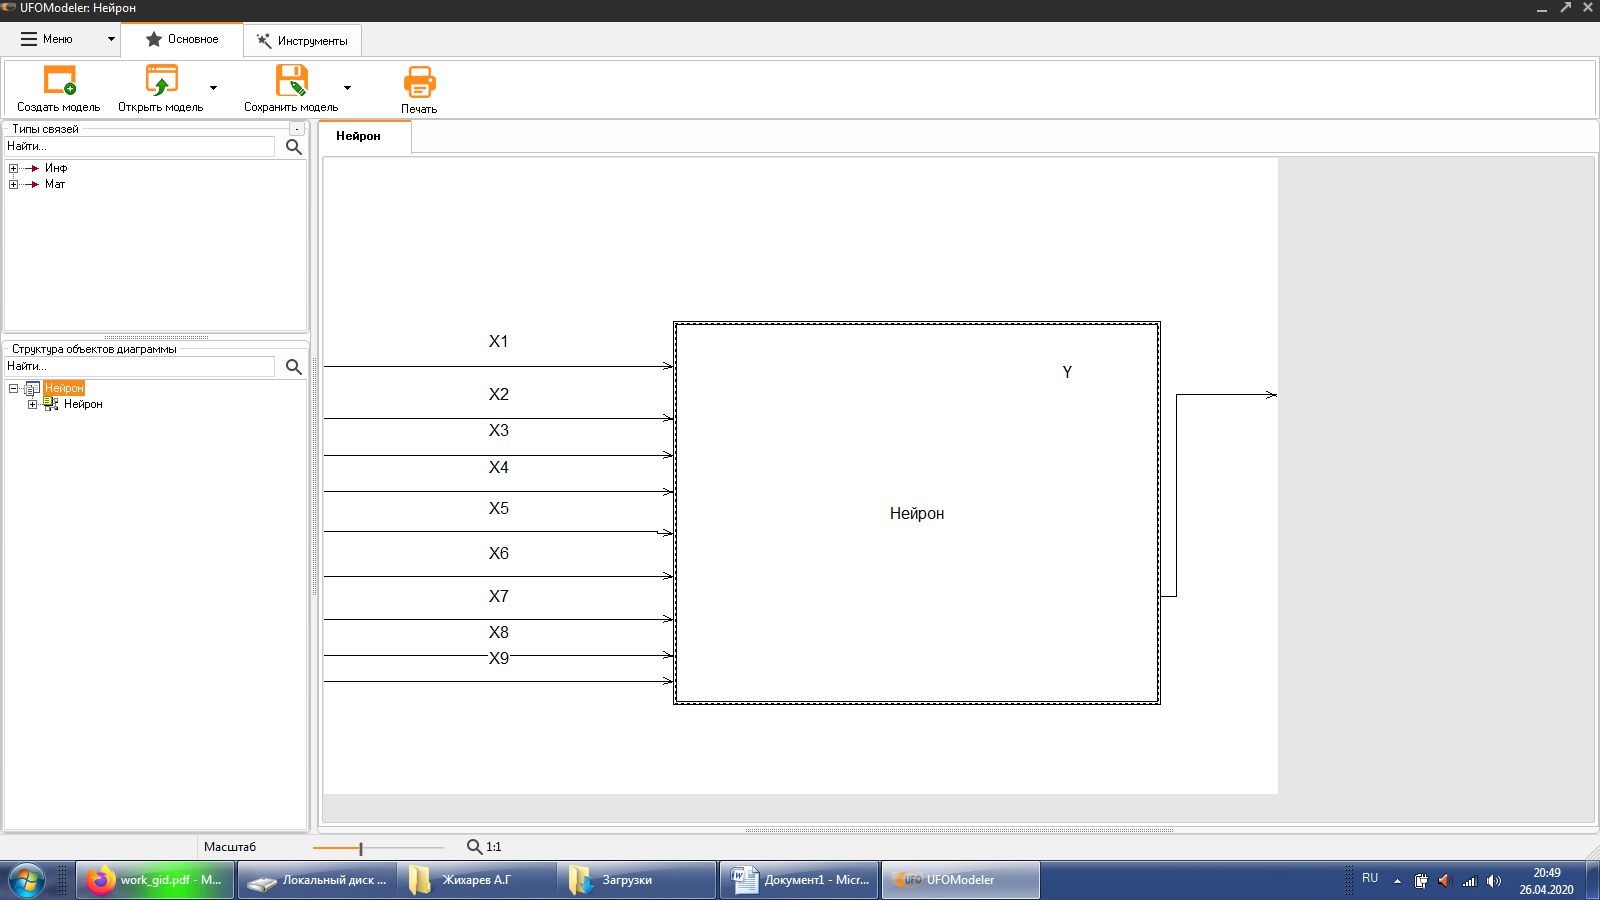 UFOModeler: Нейрон
Меню
Основное
Инструменты
Создать модель
Открыть модель
Сохранить модель
Печать
Типы связей
-
Найти...
Инф
Мат
Структура объектов диаграммы
Найти...
Нейрон
Нейрон
Нейрон
X1
X2
X3
X4
X5
X6
X7
X8
X9
Y
Нейрон
Масштаб
1:1
work_gid.pdf - M...
Локальный диск ...
Жихарев А.Г
Загрузки
Документ1 - Micr...
UFO
UFOModeler
RU
20:49
26.04.2020